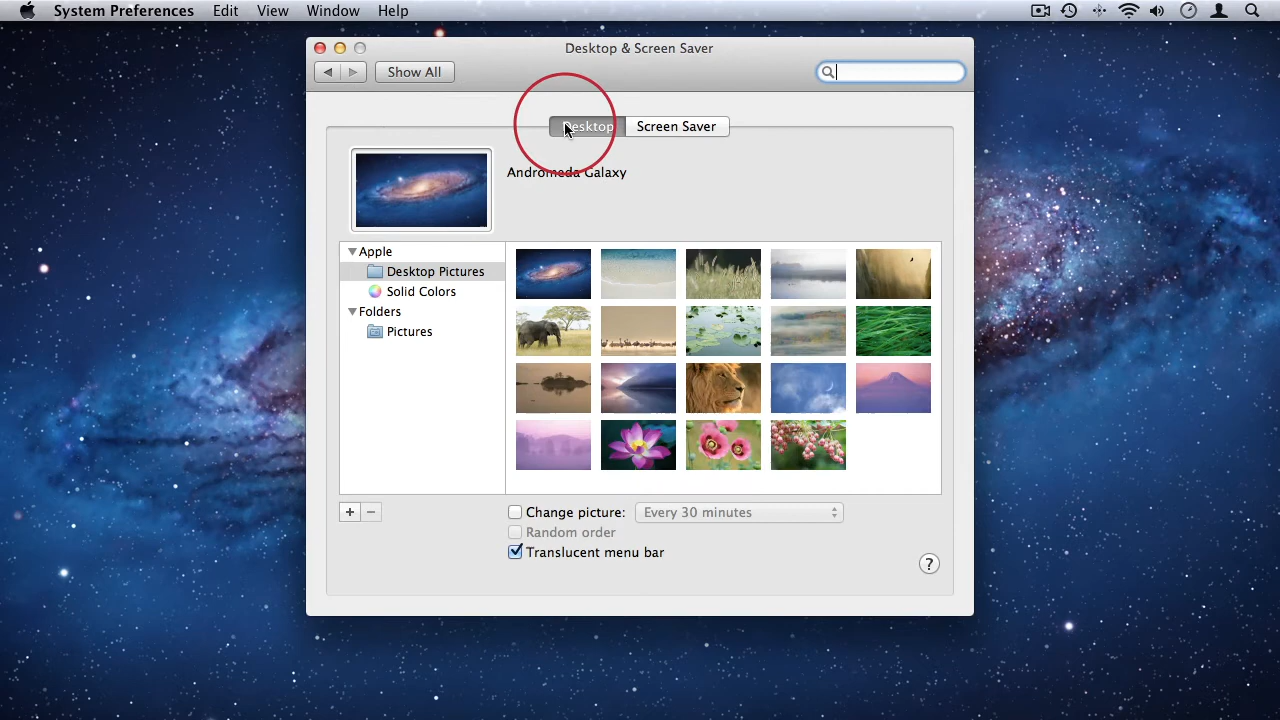 System Preferences Edit View Window Help
Desktop & Screen Saver
Show All
Desktop Screen Saver
Andromeda Galaxy
Apple
Desktop Pictures
Solid Colors
Folders
Pictures
+ −
Change picture: Every 30 minutes
Random order
Translucent menu bar
?